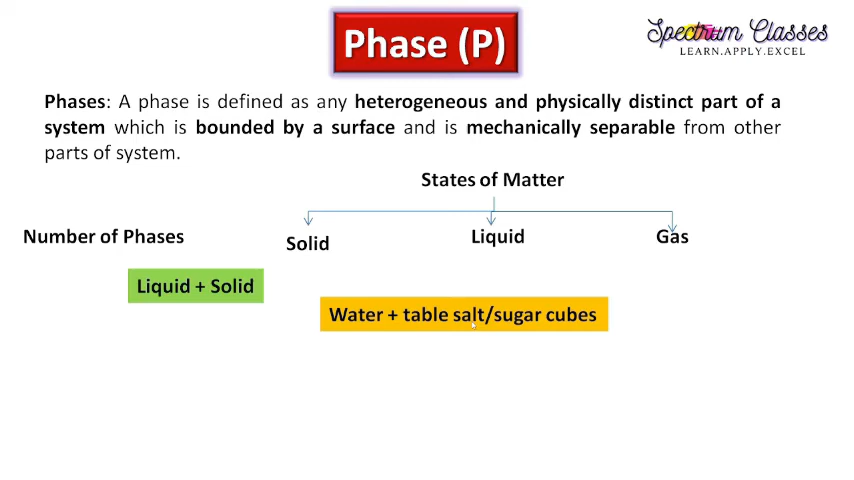 Phase (P)
Spectrum Classes
LEARN.APPLY.EXCEL
Phases: A phase is defined as any heterogeneous and physically distinct part of a
system which is bounded by a surface and is mechanically separable from other
parts of system.
States of Matter
Number of Phases
Solid
Liquid
Gas
Liquid + Solid
Water + table salt/sugar cubes